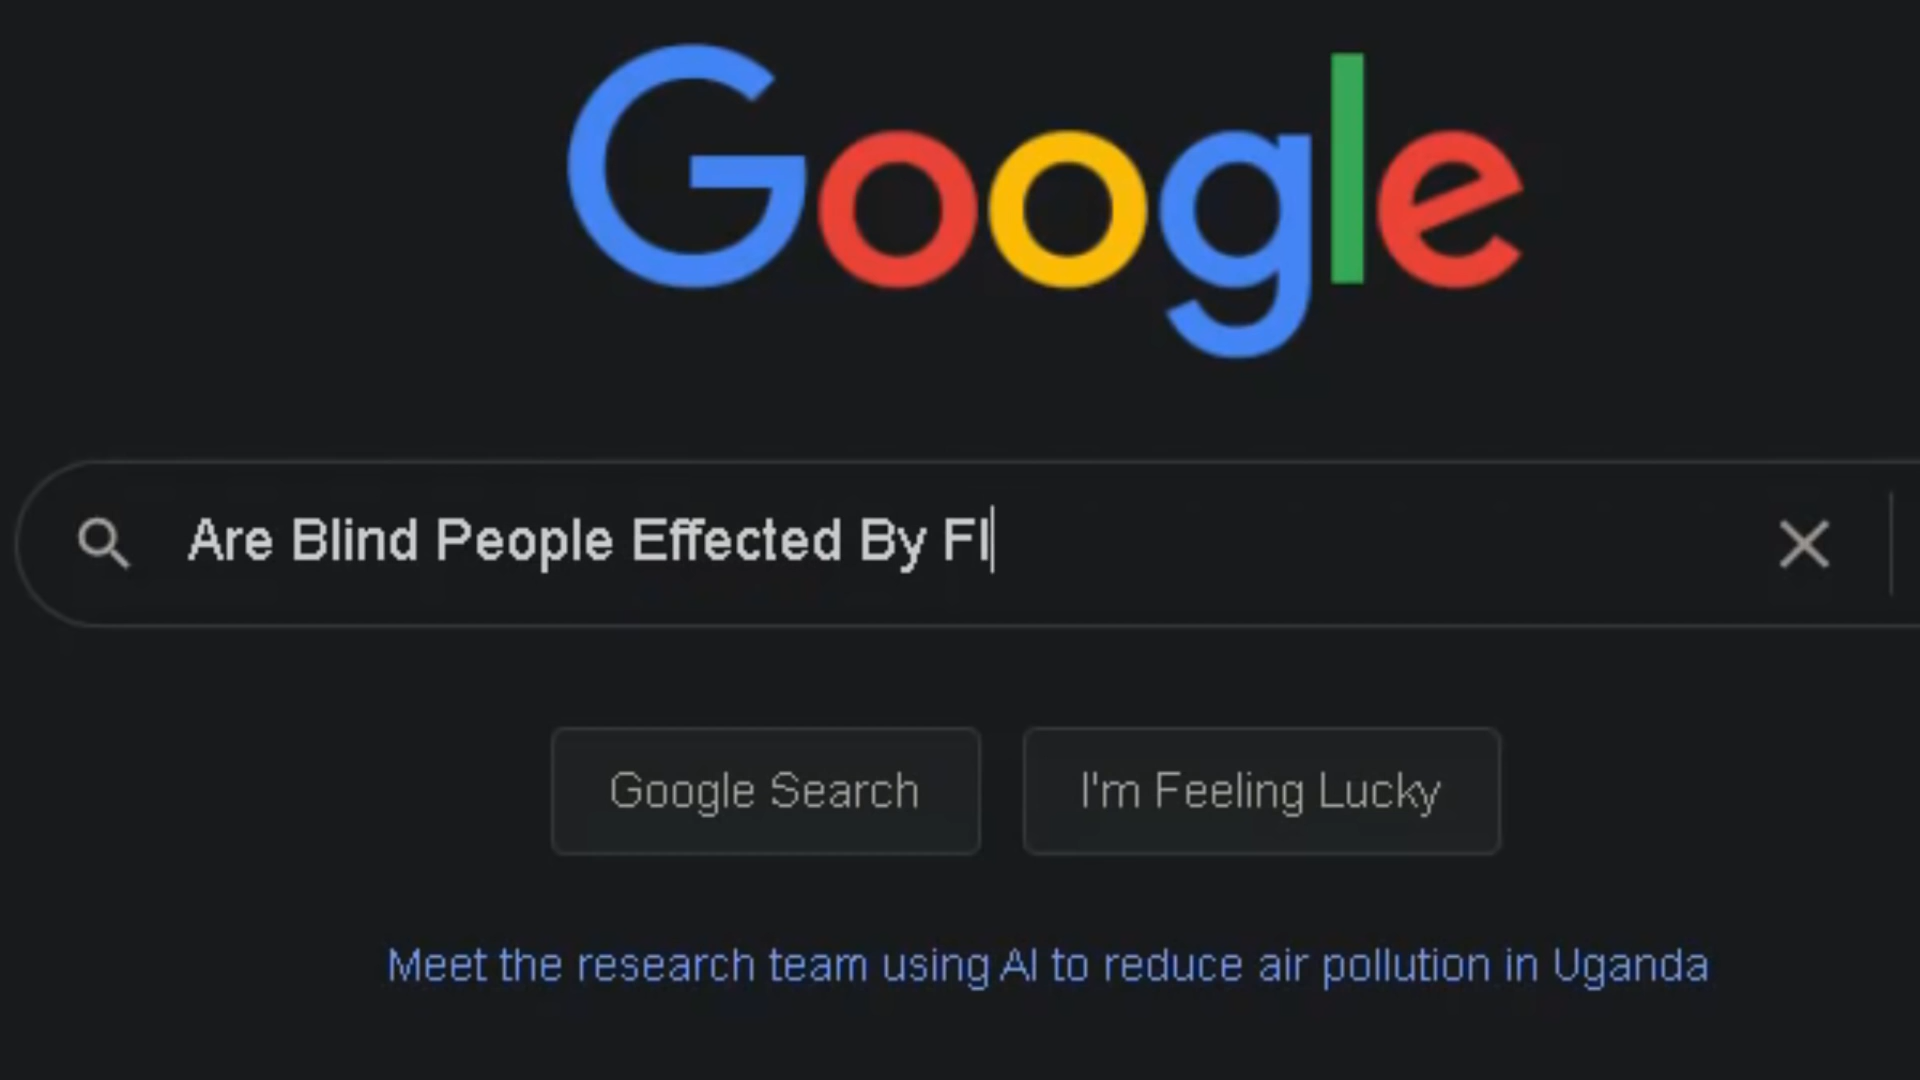 Google
Are Blind People Effected By Fl
Google Search
I'm Feeling Lucky
Meet the research team using AI to reduce air pollution in Uganda